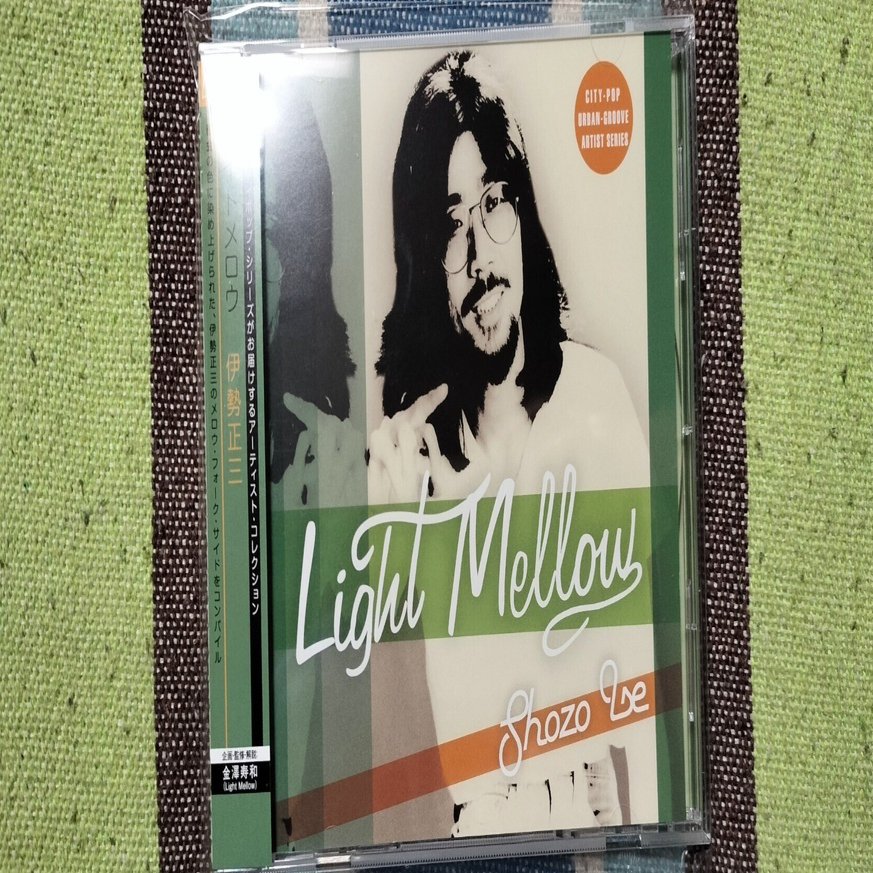 CITY-POP
URBAN-GROOVE
ARTIST SERIES
Light Mellow
Shozo Ise
ップ・シリーズがお届けするアーティスト・コレクション
トメロウ 伊勢正三
色に染め上げられた、伊勢正三のメロウ・フォーク・サイドをコンパイル
企画・監修・解説:
金澤寿和
(Light Mellow)